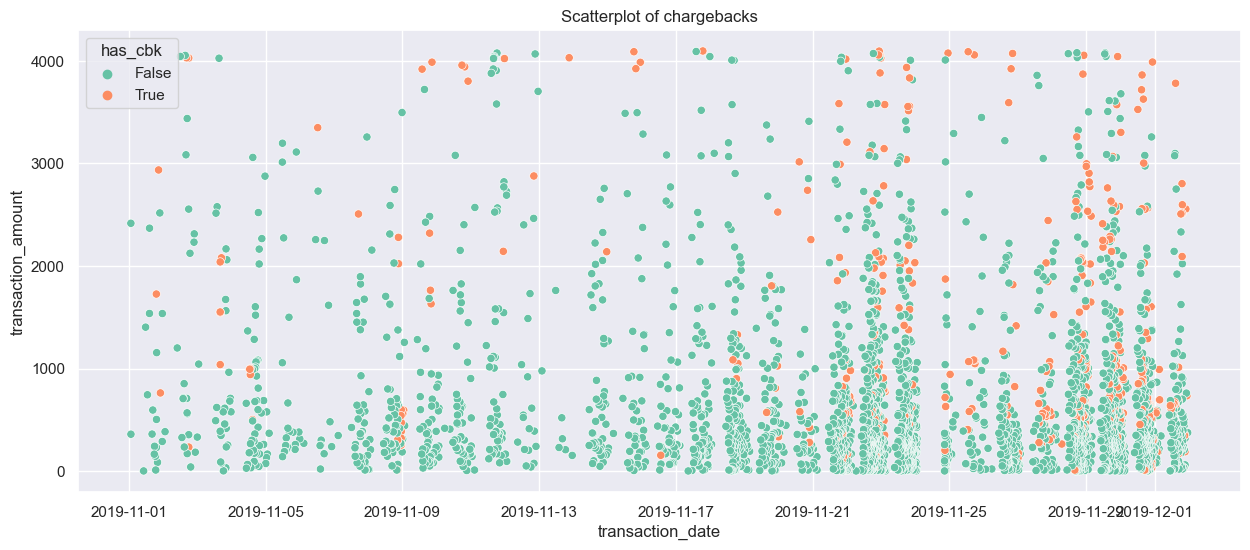 Scatterplot of chargebacks
has_cbk
False
True
4000
3000
2000
1000
0
transaction_amount
2019-11-01 2019-11-05 2019-11-09 2019-11-13 2019-11-17 2019-11-21 2019-11-25 2019-11-29 2019-12-01
transaction_date